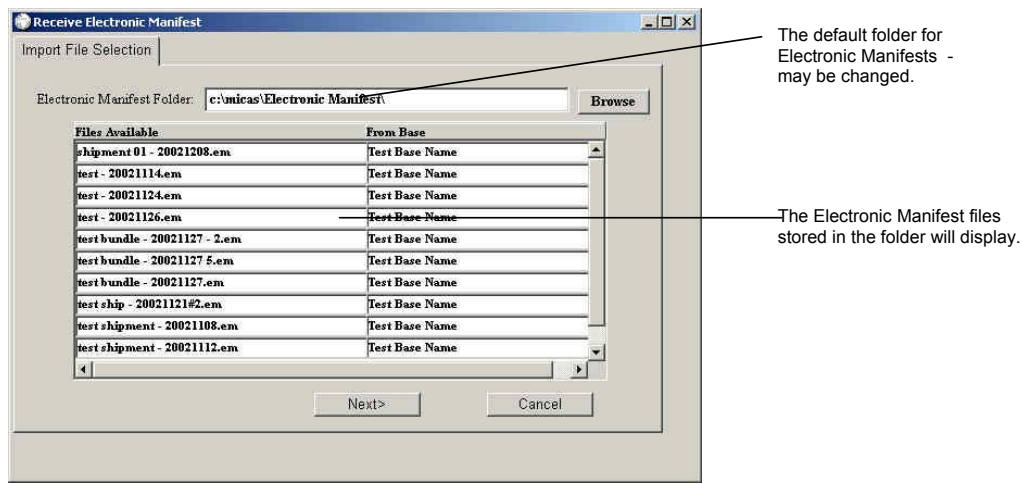 Receive Electronic Manifest
Import File Selection
Electronic Manifest Folder: c:\micas\Electronic Manifest\ Browse
Files Available From Base
shipment 01 - 20021208.em Test Base Name
test - 20021114.em Test Base Name
test - 20021124.em Test Base Name
test - 20021126.em Test Base Name
test bundle - 20021127 - 2.em Test Base Name
test bundle - 20021127 5.em Test Base Name
test bundle - 20021127.em Test Base Name
test ship - 20021121#2.em Test Base Name
test shipment - 20021108.em Test Base Name
test shipment - 20021112.em Test Base Name
Next> Cancel
The default folder for
Electronic Manifests -
may be changed.
The Electronic Manifest files
stored in the folder will display.